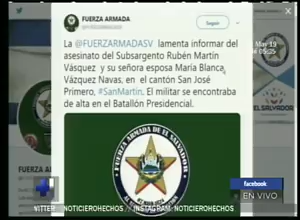 FUERZA ARMADA
Seguir
La @FUERZARMADASV lamenta informar del
asesinato del Subsargento Rubén Martín
Vásquez y su señora esposa María Blanca
Vázquez Navas, en el cantón San José
Primero, #SanMartín. El militar se encontraba
de alta en el Batallón Presidencial.
FUERZA ARMADA DE EL SALVADOR
EL SALVADOR
facebook
EN VIVO
WITTER NOTICIEROHECHOS INSTAGRAM NOTICIEROHECHOS